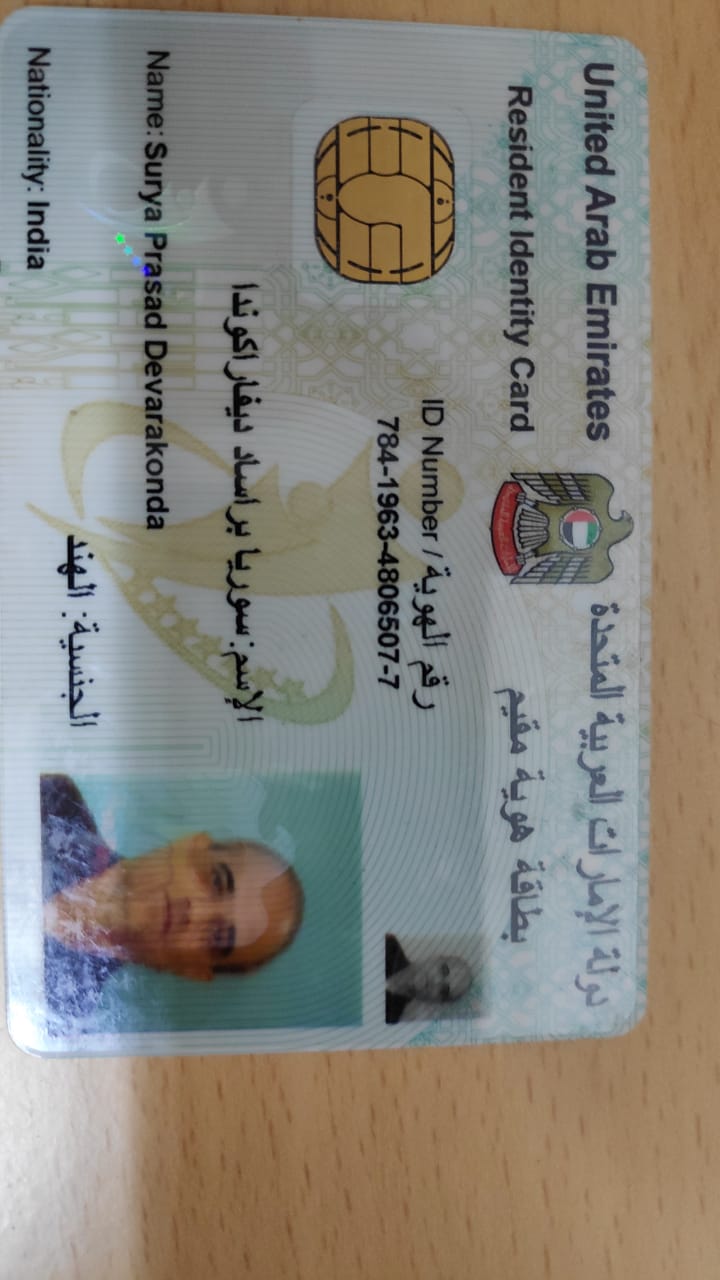 United Arab Emirates
دولة الإمارات العربية المتحدة
Resident Identity Card
بطاقة هوية مقيم
ID Number / رقم الهوية
784-1963-4806507-7
الإسم: سوريا براساد ديفاراكوندا
Name: Surya Prasad Devarakonda
الجنسية: الهند
Nationality: India